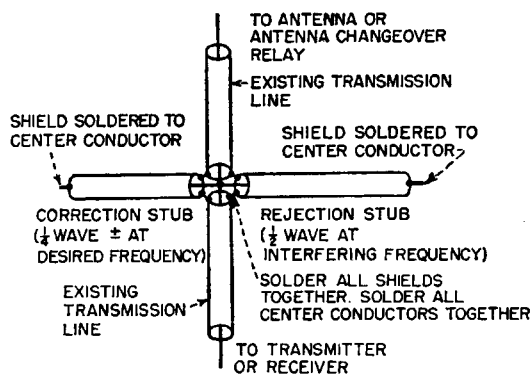 TO ANTENNA OR
ANTENNA CHANGEOVER
RELAY
EXISTING TRANSMISSION
LINE
SHIELD SOLDERED TO
CENTER CONDUCTOR
SHIELD SOLDERED TO
CENTER CONDUCTOR
CORRECTION STUB
(¼ WAVE ± AT
DESIRED FREQUENCY)
REJECTION STUB
(½ WAVE AT
INTERFERING FREQUENCY)
SOLDER ALL SHIELDS
TOGETHER. SOLDER ALL
CENTER CONDUCTORS TOGETHER
EXISTING
TRANSMISSION
LINE
TO TRANSMITTER
OR RECEIVER